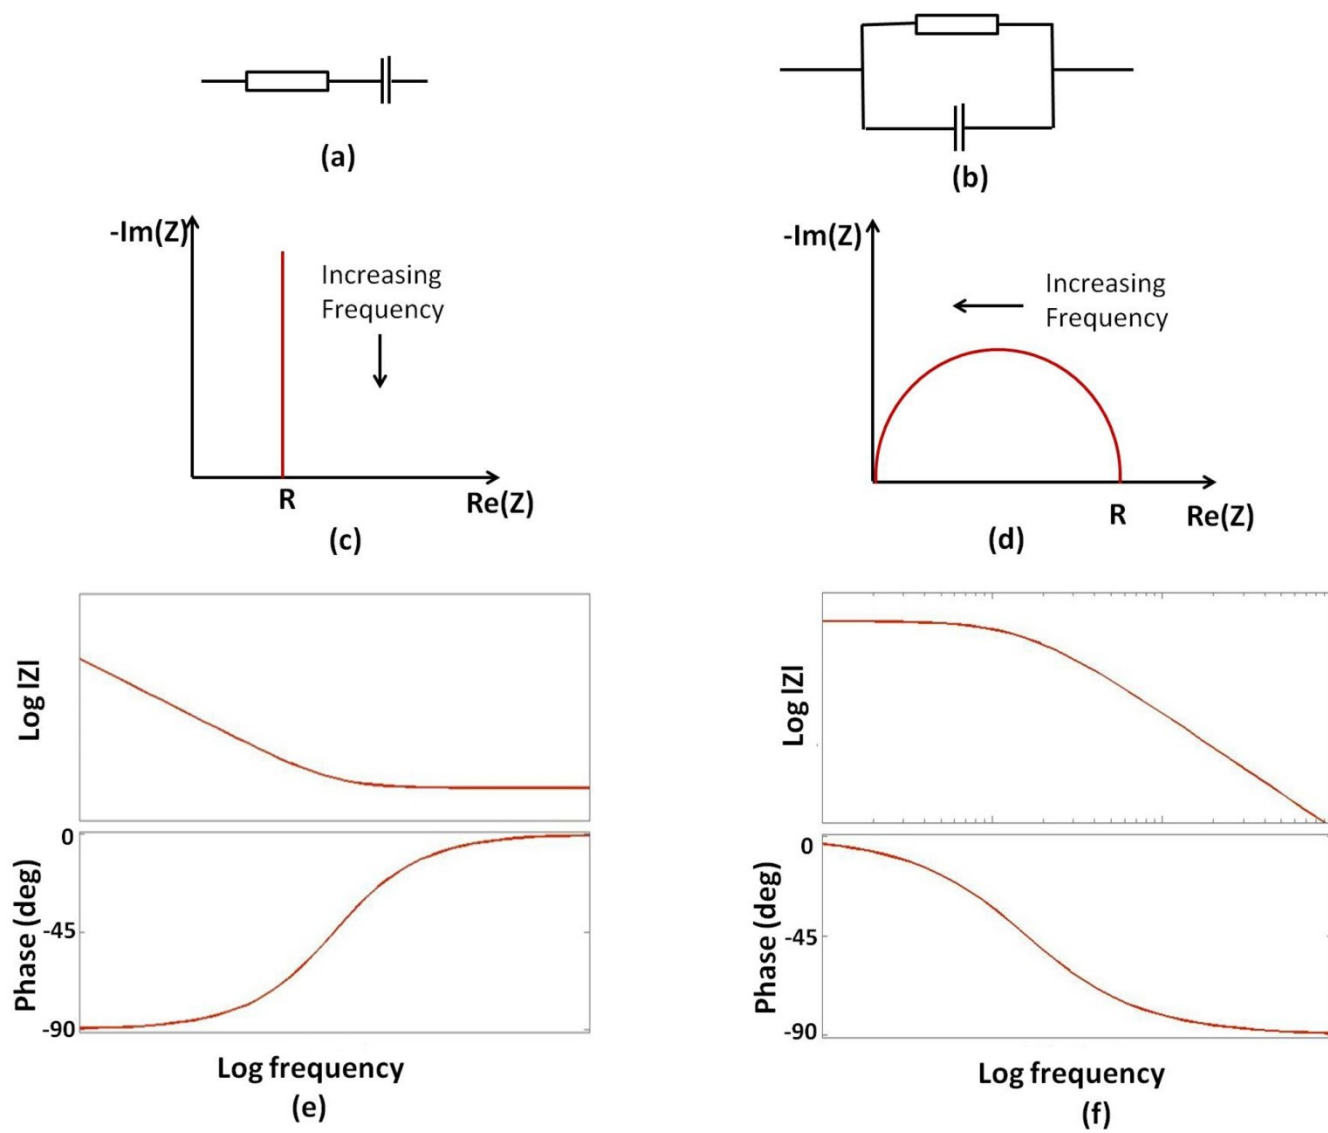 (a)
(b)
-Im(Z)
Increasing
Frequency
R
Re(Z)
(c)
-Im(Z)
Increasing
Frequency
R
Re(Z)
(d)
Log |Z|
0
-45
-90
Phase (deg)
Log frequency
(e)
Log |Z|
0
-45
-90
Phase (deg)
Log frequency
(f)